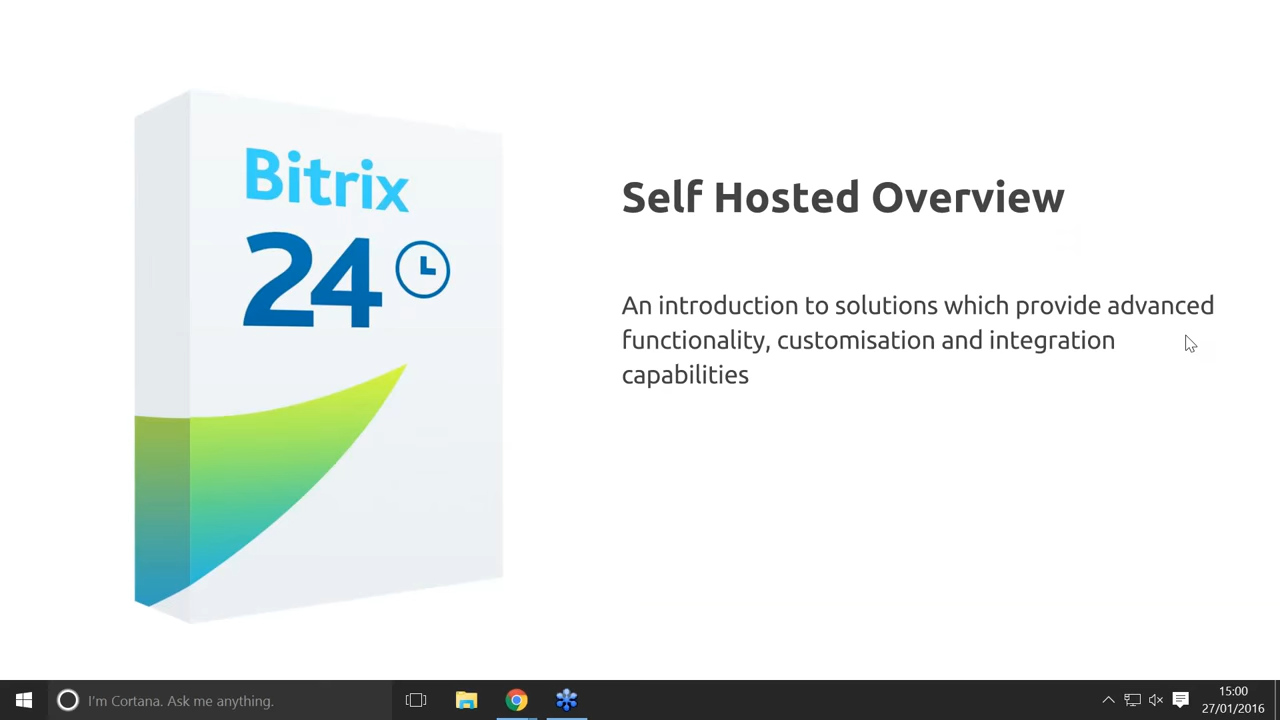 Bitrix
24
Self Hosted Overview
An introduction to solutions which provide advanced
functionality, customisation and integration
capabilities
I'm Cortana. Ask me anything.
15:00
27/01/2016